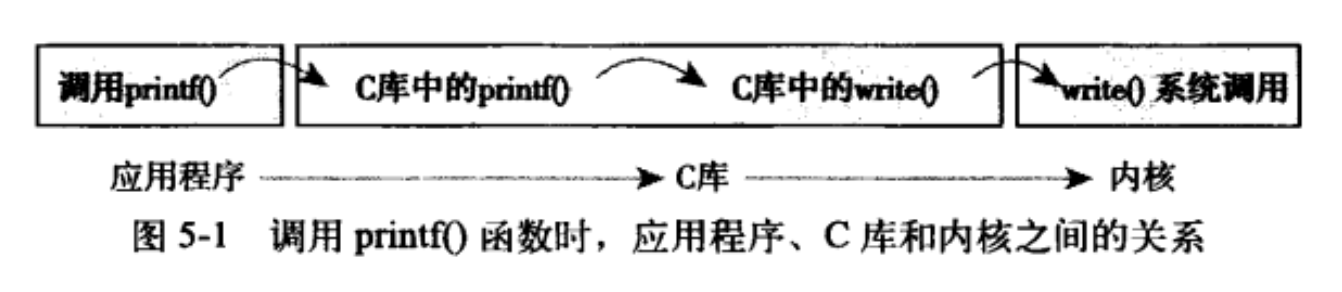 调用printf() C库中的printf() C库中的write() write() 系统调用
应用程序 C库 内核
图 5-1 调用 printf() 函数时，应用程序、C 库和内核之间的关系